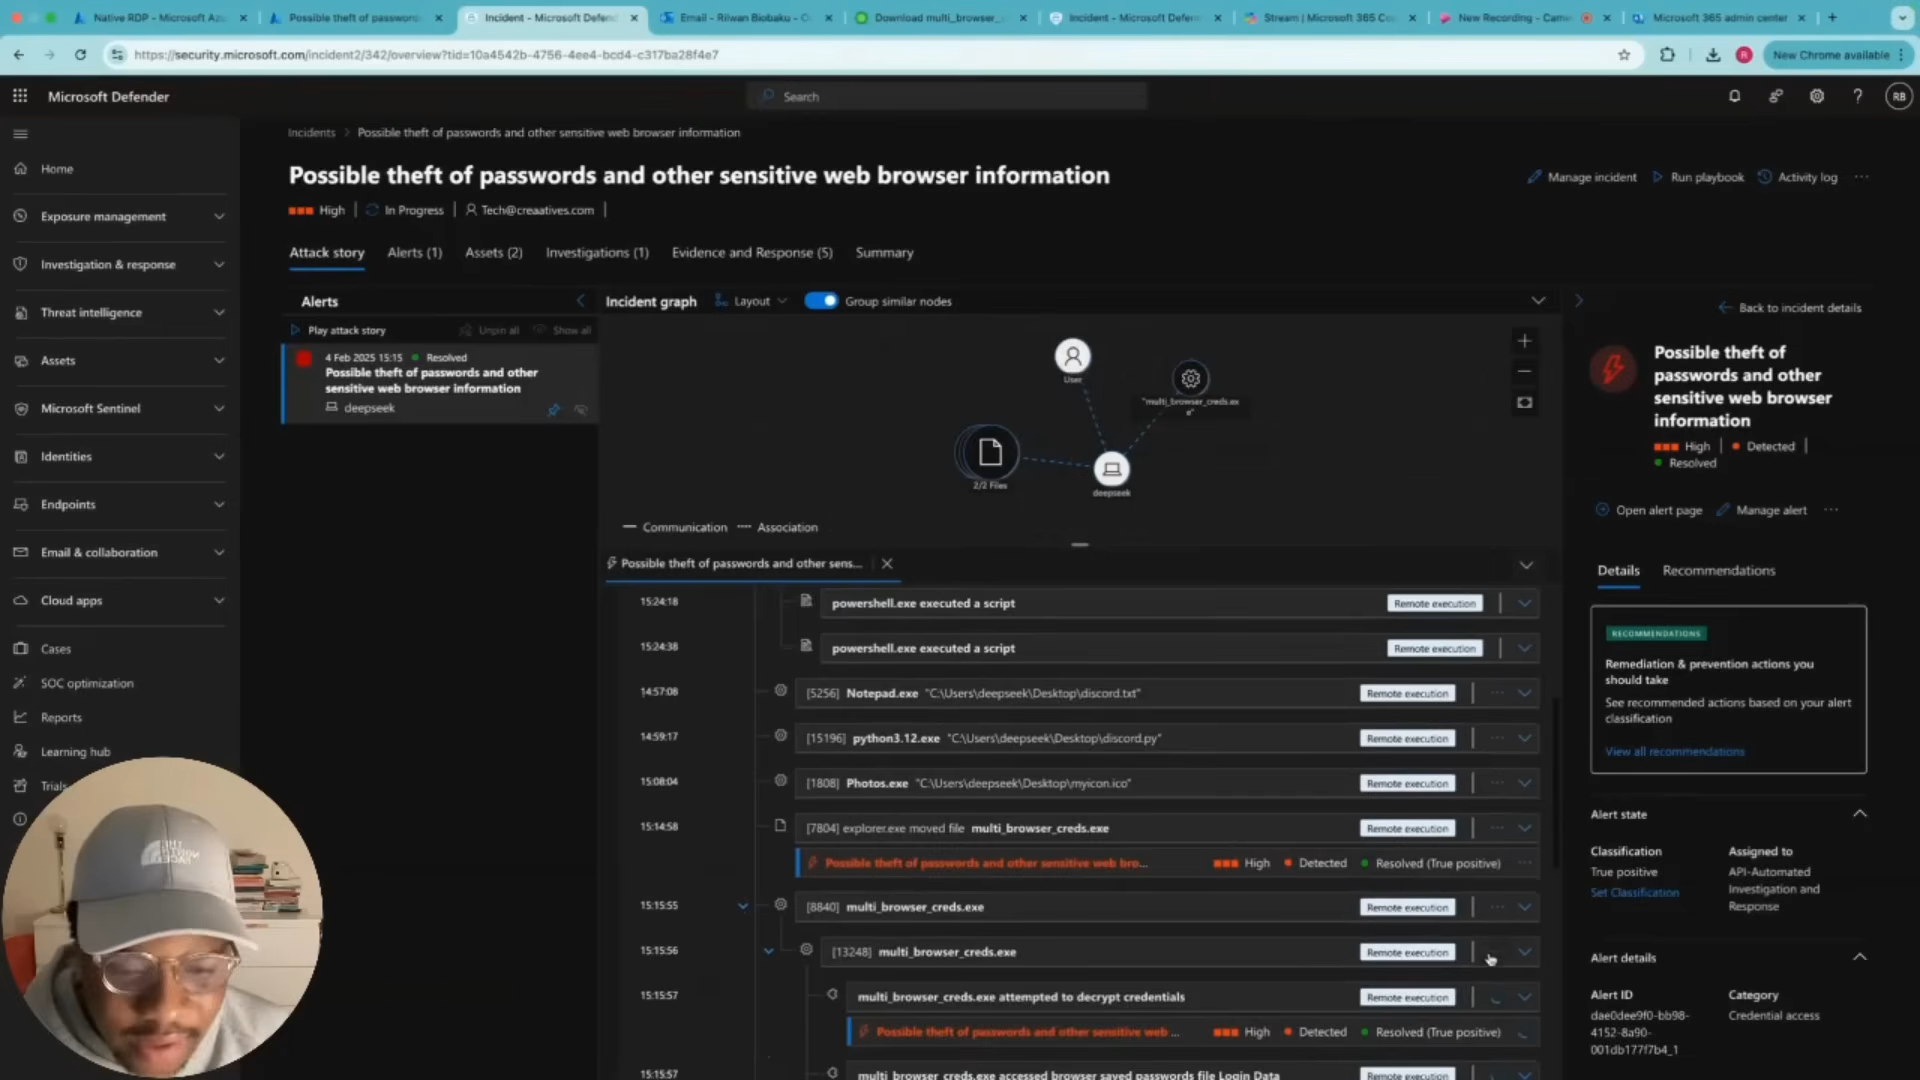 Native RDP - Microsoft Azu
Possible theft of password
Incident - Microsoft Defend
Email - Rilwan Biobaku - O
Download multi_browser_
Incident - Microsoft Defen
Stream | Microsoft 365 Co
New Recording - Cam
Microsoft 365 admin center
https://security.microsoft.com/incident2/342/overview?tid=10a4542b-4756-4ee4-bcd4-c317ba28f4e7
R
New Chrome available
Microsoft Defender
Search
RB
Home
Exposure management
Investigation & response
Threat intelligence
Assets
Microsoft Sentinel
Identities
Endpoints
Email & collaboration
Cloud apps
Cases
SOC optimization
Reports
Learning hub
Trials
Incidents > Possible theft of passwords and other sensitive web browser information
Possible theft of passwords and other sensitive web browser information
Manage incident
Run playbook
Activity log
High | In Progress | Tech@creaatives.com |
Attack story
Alerts (1)
Assets (2)
Investigations (1)
Evidence and Response (5)
Summary
Alerts
Play attack story
Unpin all
Show all
4 Feb 2025 15:15 Resolved
Possible theft of passwords and other
sensitive web browser information
deepseek
Incident graph
Layout
Group similar nodes
User
"multi_browser_creds.ex
e"
2/2 Files
deepseek
Communication
Association
Possible theft of passwords and other sens...
15:24:18 powershell.exe executed a script Remote execution
15:24:38 powershell.exe executed a script Remote execution
14:57:08 [5256] Notepad.exe "C:\Users\deepseek\Desktop\discord.txt" Remote execution
14:59:17 [15196] python3.12.exe "C:\Users\deepseek\Desktop\discord.py" Remote execution
15:08:04 [1808] Photos.exe "C:\Users\deepseek\Desktop\myicon.ico" Remote execution
15:14:58 [7804] explorer.exe moved file multi_browser_creds.exe Remote execution
Possible theft of passwords and other sensitive web bro... High Detected Resolved (True positive)
15:15:55 [8840] multi_browser_creds.exe Remote execution
15:15:56 [13248] multi_browser_creds.exe Remote execution
15:15:57 multi_browser_creds.exe attempted to decrypt credentials Remote execution
Possible theft of passwords and other sensitive web ... High Detected Resolved (True positive)
15:15:57 multi_browser_creds.exe accessed browser saved passwords file Login Data Remote execution
Back to incident details
Possible theft of
passwords and other
sensitive web browser
information
High | Detected |
Resolved
Open alert page
Manage alert
Details
Recommendations
RECOMMENDATIONS
Remediation & prevention actions you
should take
See recommended actions based on your alert
classification
View all recommendations
Alert state
Classification
True positive
Set Classification
Assigned to
API-Automated
Investigation and
Response
Alert details
Alert ID
dae0dee9f0-bb98-
4152-8a90-
001db177f7b4_1
Category
Credential access